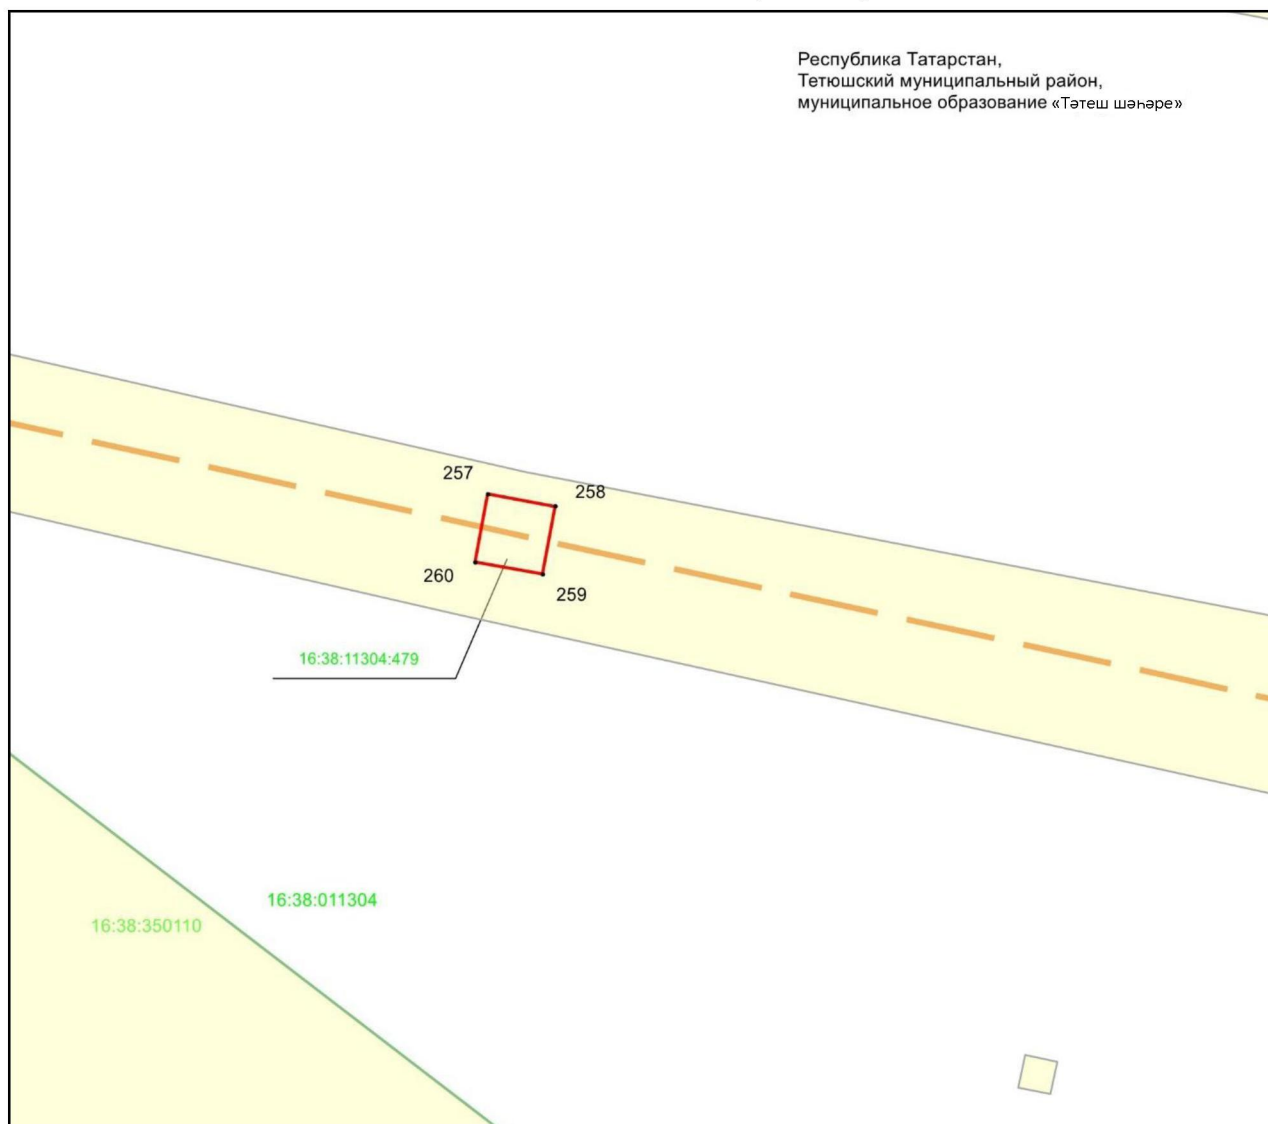 Республика Татарстан,
Тетюшский муниципальный район,
муниципальное образование «Тәтеш шәһәре»
257
258
260
259
16:38:11304:479
16:38:011304
16:38:350110